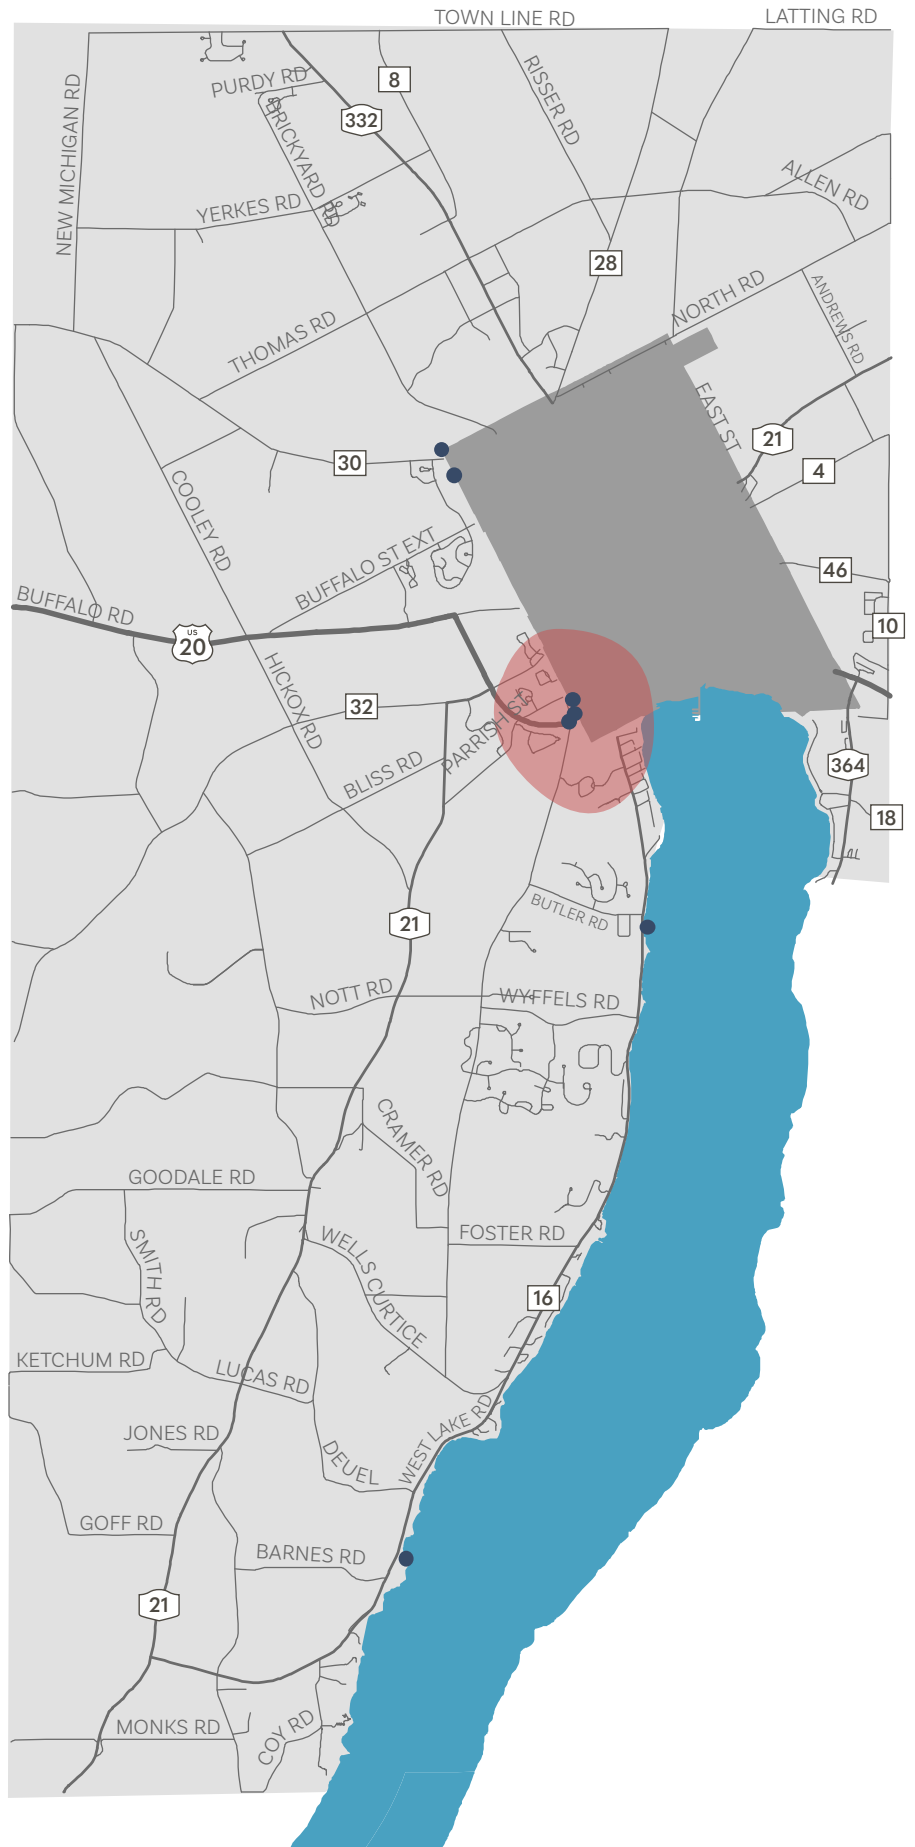 TOWN LINE RD
LATTING RD
NEW MICHIGAN RD
PURDY RD
8
RISSER RD
332
BRICKYARD RD
ALLEN RD
YERKES RD
28
NORTH RD
ANDREWS RD
THOMAS RD
EAST ST
21
30
4
COOLEY RD
BUFFALO ST EXT
46
BUFFALO RD
10
US
20
HICKOX RD
32
PARRISH ST
BLISS RD
364
18
21
BUTLER RD
NOTT RD
WYFFELS RD
CRAMER RD
GOODALE RD
FOSTER RD
SMITH RD
WELLS CURTICE
16
KETCHUM RD
LUCAS RD
WEST LAKE RD
JONES RD
DEUEL
GOFF RD
BARNES RD
21
MONKS RD
COY RD